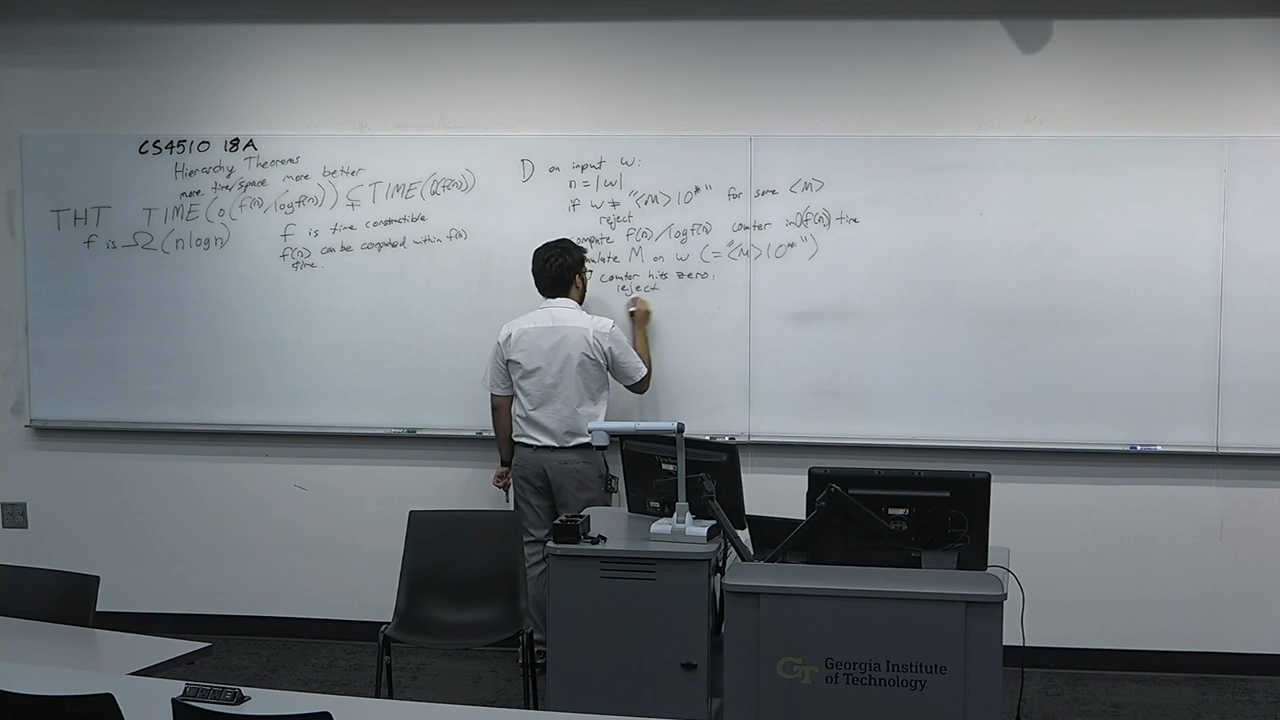 CS4510 18A
Hierarchy Theorems
more time/space more better
THT TIME(o(f(n)/logf(n))) ⊊ TIME(O(f(n)))
f is Ω(nlogn)
f is time constructible
f(n) can be computed within f(n)
time.
D on input w:
n = |w|
if w ≠ "<M>10*" for some <M>
reject
compute f(n)/logf(n) counter in O(f(n)) time
M on w (="<M>10*")
counter hits zero:
reject
GT Georgia Institute
of Technology